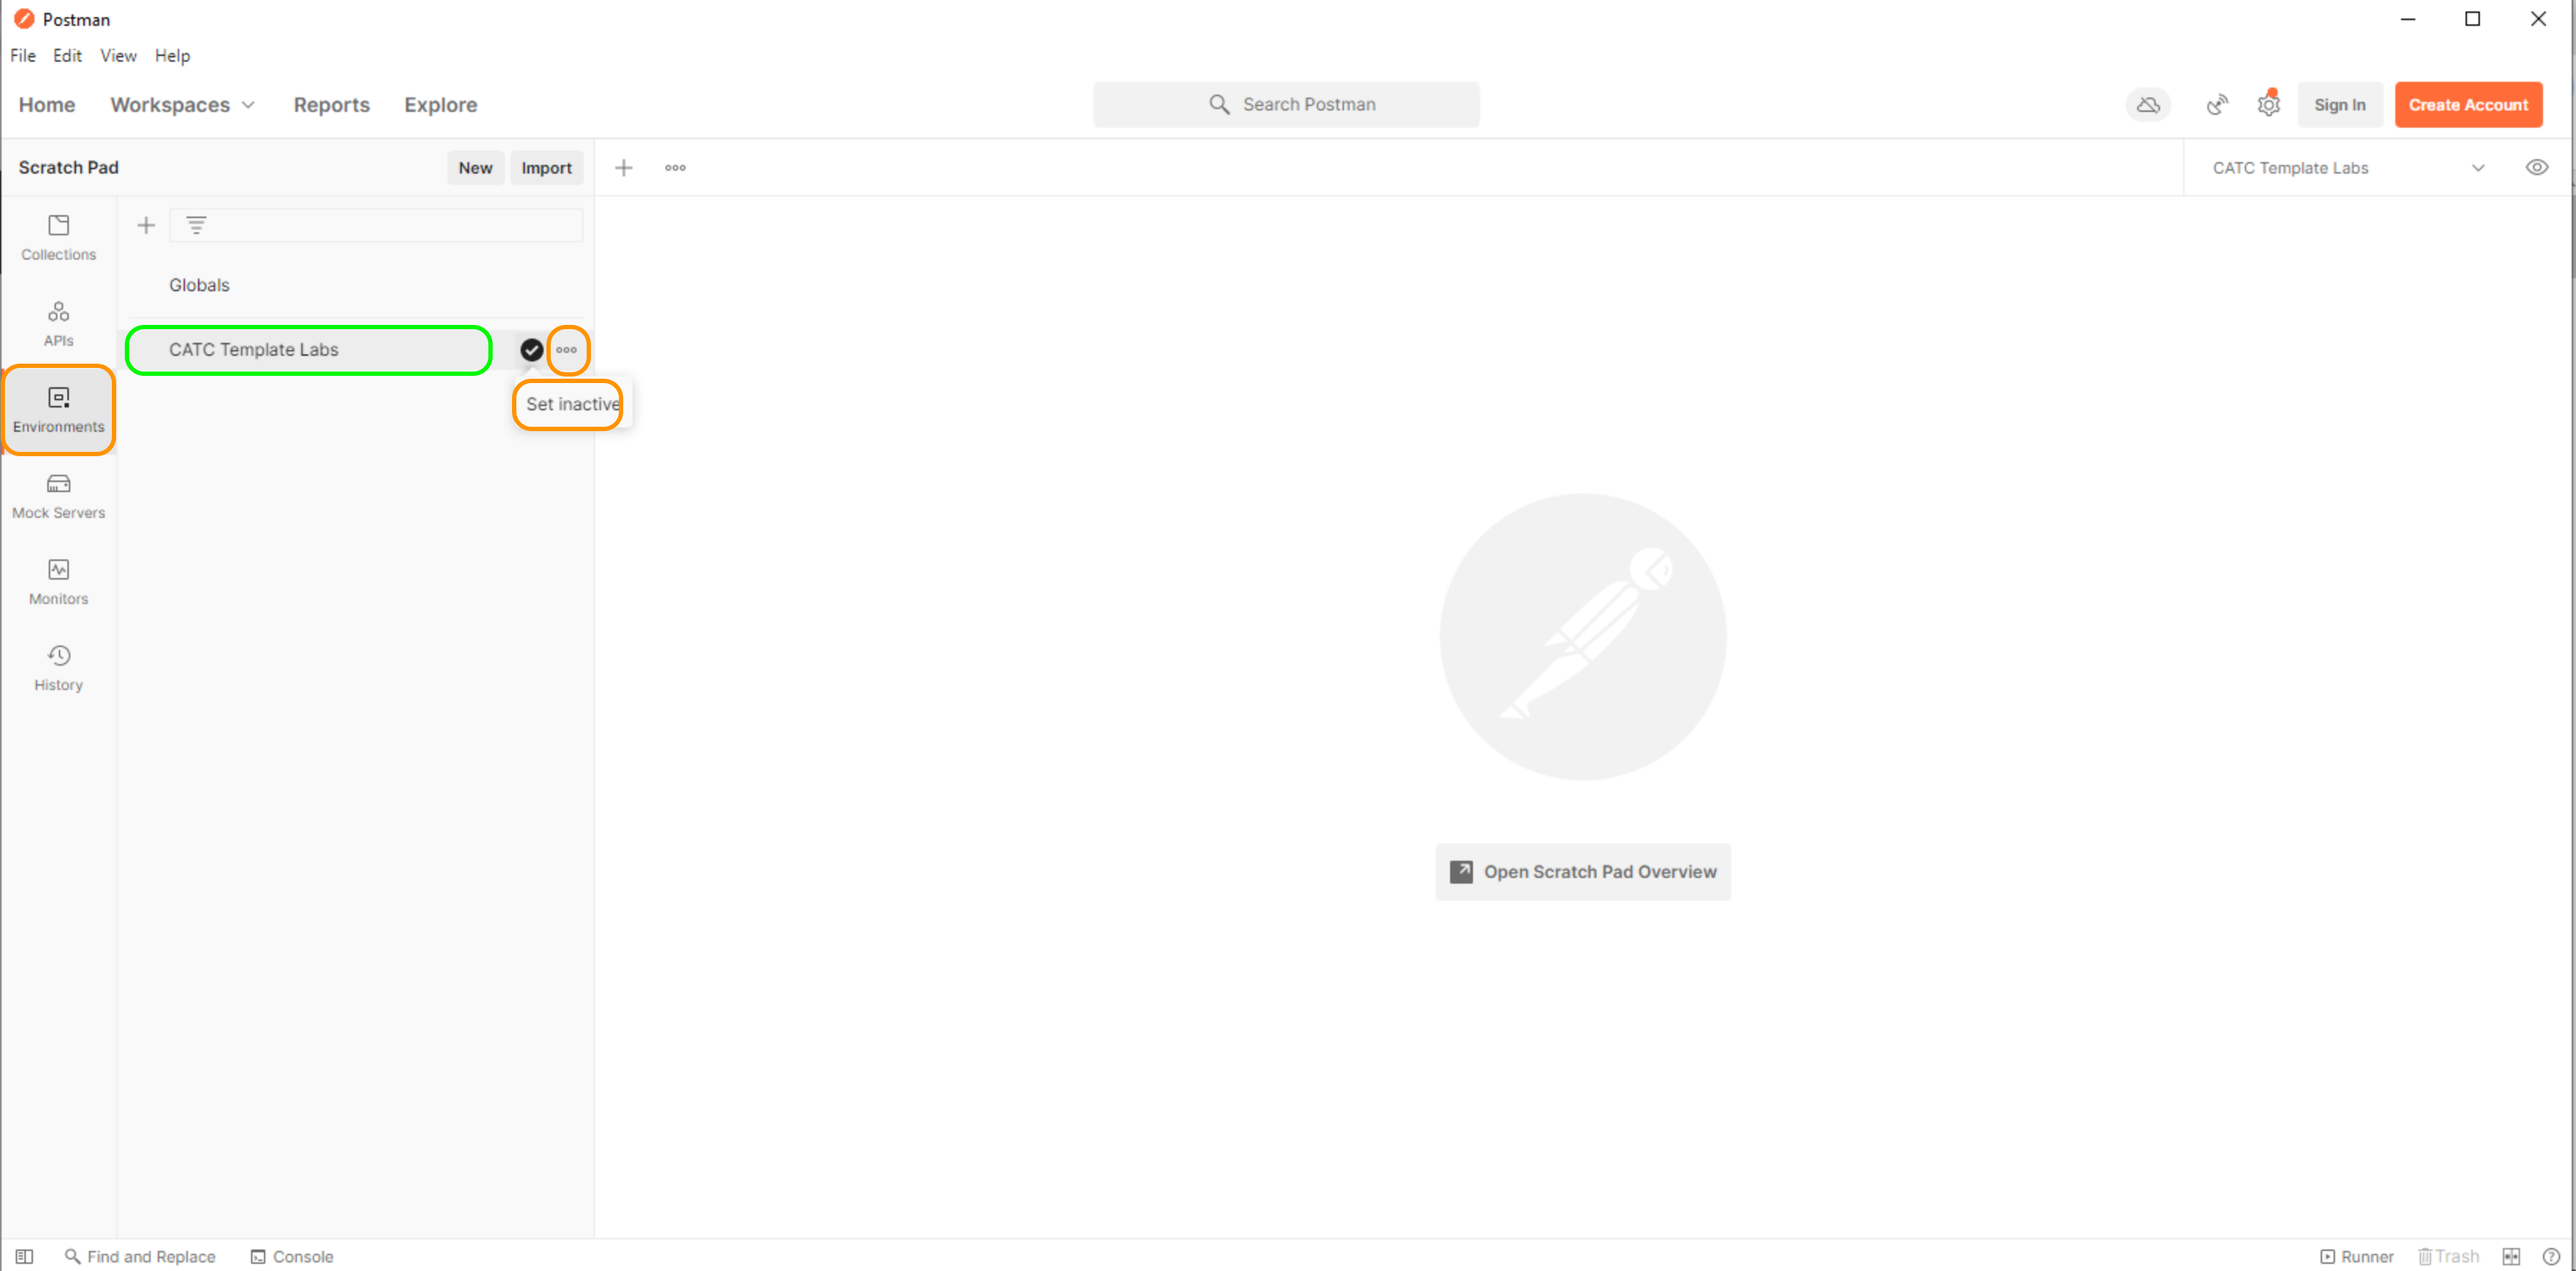 Postman
File Edit View Help
Home Workspaces Reports Explore
Search Postman
Sign In
Create Account
Scratch Pad
New
Import
CATC Template Labs
Collections
Globals
APIs
CATC Template Labs
Set inactive
Environments
Mock Servers
Monitors
History
Open Scratch Pad Overview
Find and Replace
Console
Runner
Trash